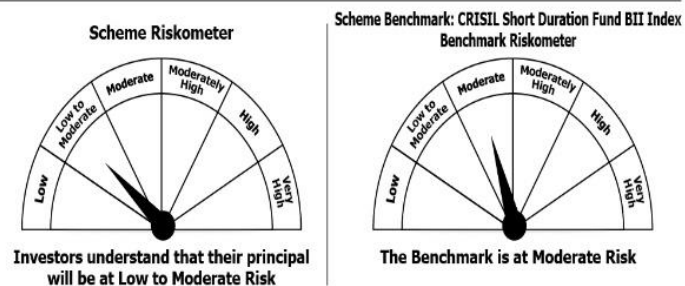 Scheme Riskometer
Low
Low to
Moderate
Moderate
Moderately
High
High
Very
High
Investors understand that their principal
will be at Low to Moderate Risk
Scheme Benchmark: CRISIL Short Duration Fund BII Index
Benchmark Riskometer
Low
Low to
Moderate
Moderate
Moderately
High
High
Very
High
The Benchmark is at Moderate Risk